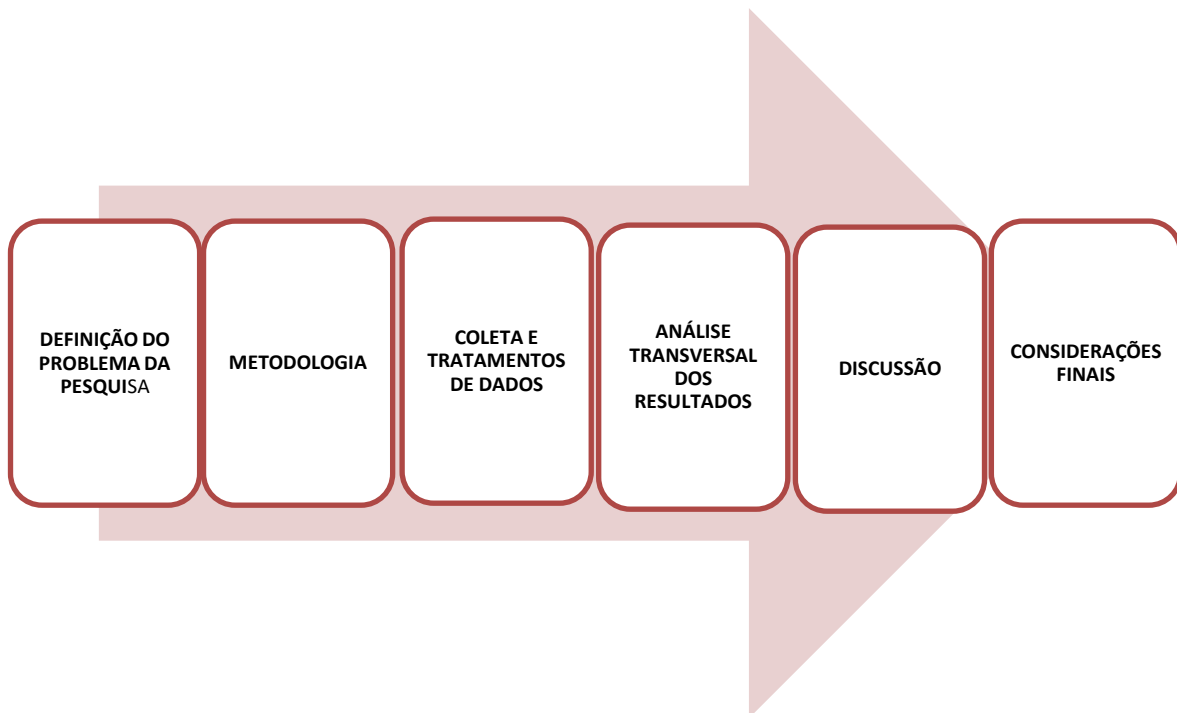 DEFINIÇÃO DO
PROBLEMA DA
PESQUISA
METODOLOGIA
COLETA E
TRATAMENTOS
DE DADOS
ANÁLISE
TRANSVERSAL
DOS
RESULTADOS
DISCUSSÃO
CONSIDERAÇÕES
FINAIS